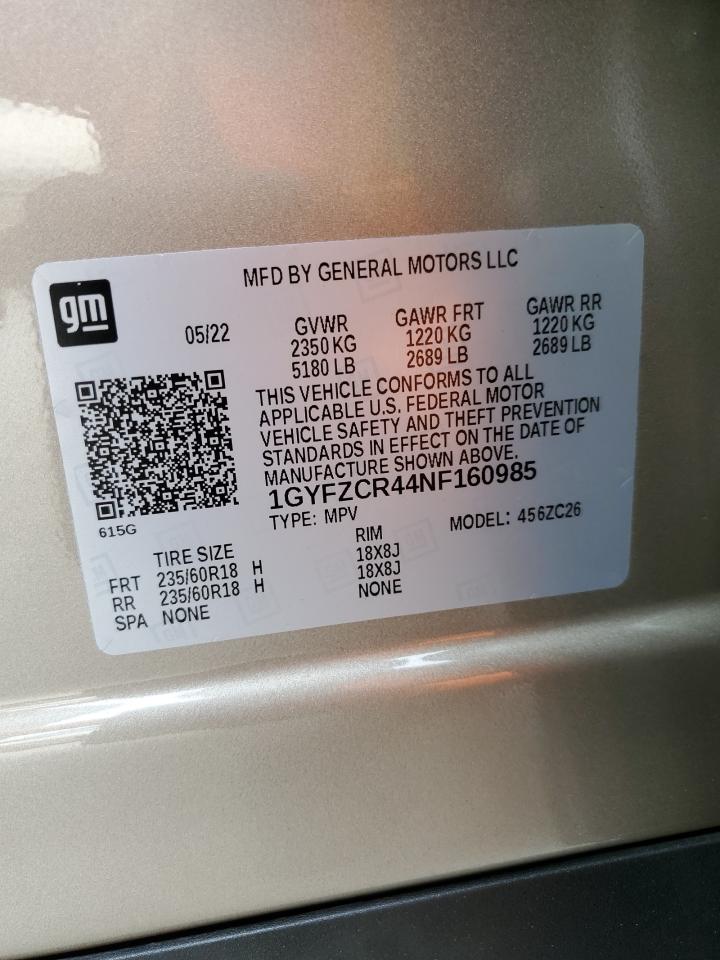 MFD BY GENERAL MOTORS LLC
gm
05/22
GVWR
2350 KG
5180 LB
GAWR FRT
1220 KG
2689 LB
GAWR RR
1220 KG
2689 LB
THIS VEHICLE CONFORMS TO ALL
APPLICABLE U.S. FEDERAL MOTOR
VEHICLE SAFETY AND THEFT PREVENTION
STANDARDS IN EFFECT ON THE DATE OF
MANUFACTURE SHOWN ABOVE.
1GYFZCR44NF160985
TYPE: MPV
MODEL: 456ZC26
615G
TIRE SIZE RIM
FRT 235/60R18 H 18X8J
RR 235/60R18 H 18X8J
SPA NONE NONE